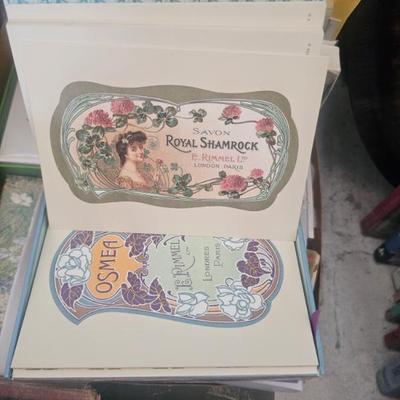 SAVON
ROYAL SHAMROCK
E. RIMMEL LTD
LONDON PARIS
OSMEA
E. RIMMEL
LTD
LONDRES
PARIS